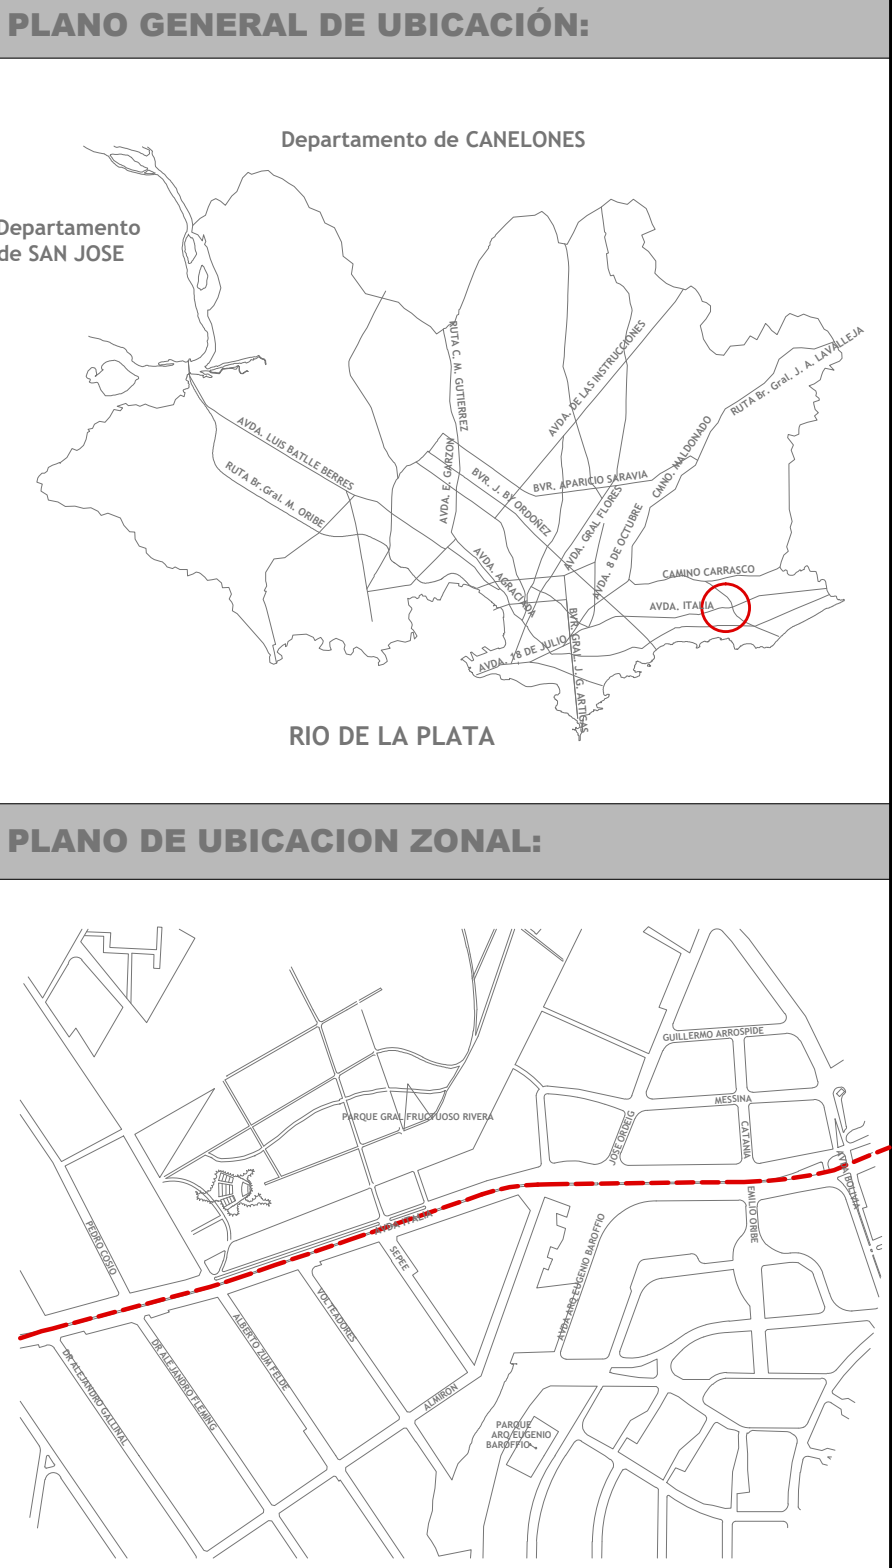 PLANO GENERAL DE UBICACIÓN:
Departamento de CANELONES
Departamento
de SAN JOSE
RUTA C. M. GUTIERREZ
AVDA. DE LAS INSTRUCCIONES
RUTA Br. Gral. J. A. LAVALLEJA
AVDA. LUIS BATLLE BERRES
RUTA Br.Gral. M. ORIBE
AVDA. E. GARZON
BVR. J. BY ORDOÑEZ
BVR. APARICIO SARAVIA
CMNO. MALDONADO
AVDA. GRAL FLORES
AVDA. 8 DE OCTUBRE
AVDA. AGRACIADA
CAMINO CARRASCO
AVDA. ITALIA
AVDA. 18 DE JULIO
BVR. GRAL. J. G. ARTIGAS
RIO DE LA PLATA
PLANO DE UBICACION ZONAL:
GUILLERMO ARROSPIDE
MESSINA
PARQUE GRAL FRUCTUOSO RIVERA
JOSE ORDEIG
CATANIA
AVDA BOLIVIA
PEDRO COSIO
AVDA ITALIA
SEPEE
EMILIO ORIBE
AVDA ARQ EUGENIO BAROFFIO
VOLTEADORES
ALBERTO ZUM FELDE
DR ALEJANDRO FLEMING
DR ALEJANDRO GALLINAL
ALMIRON
PARQUE
ARQ EUGENIO
BAROFFIO